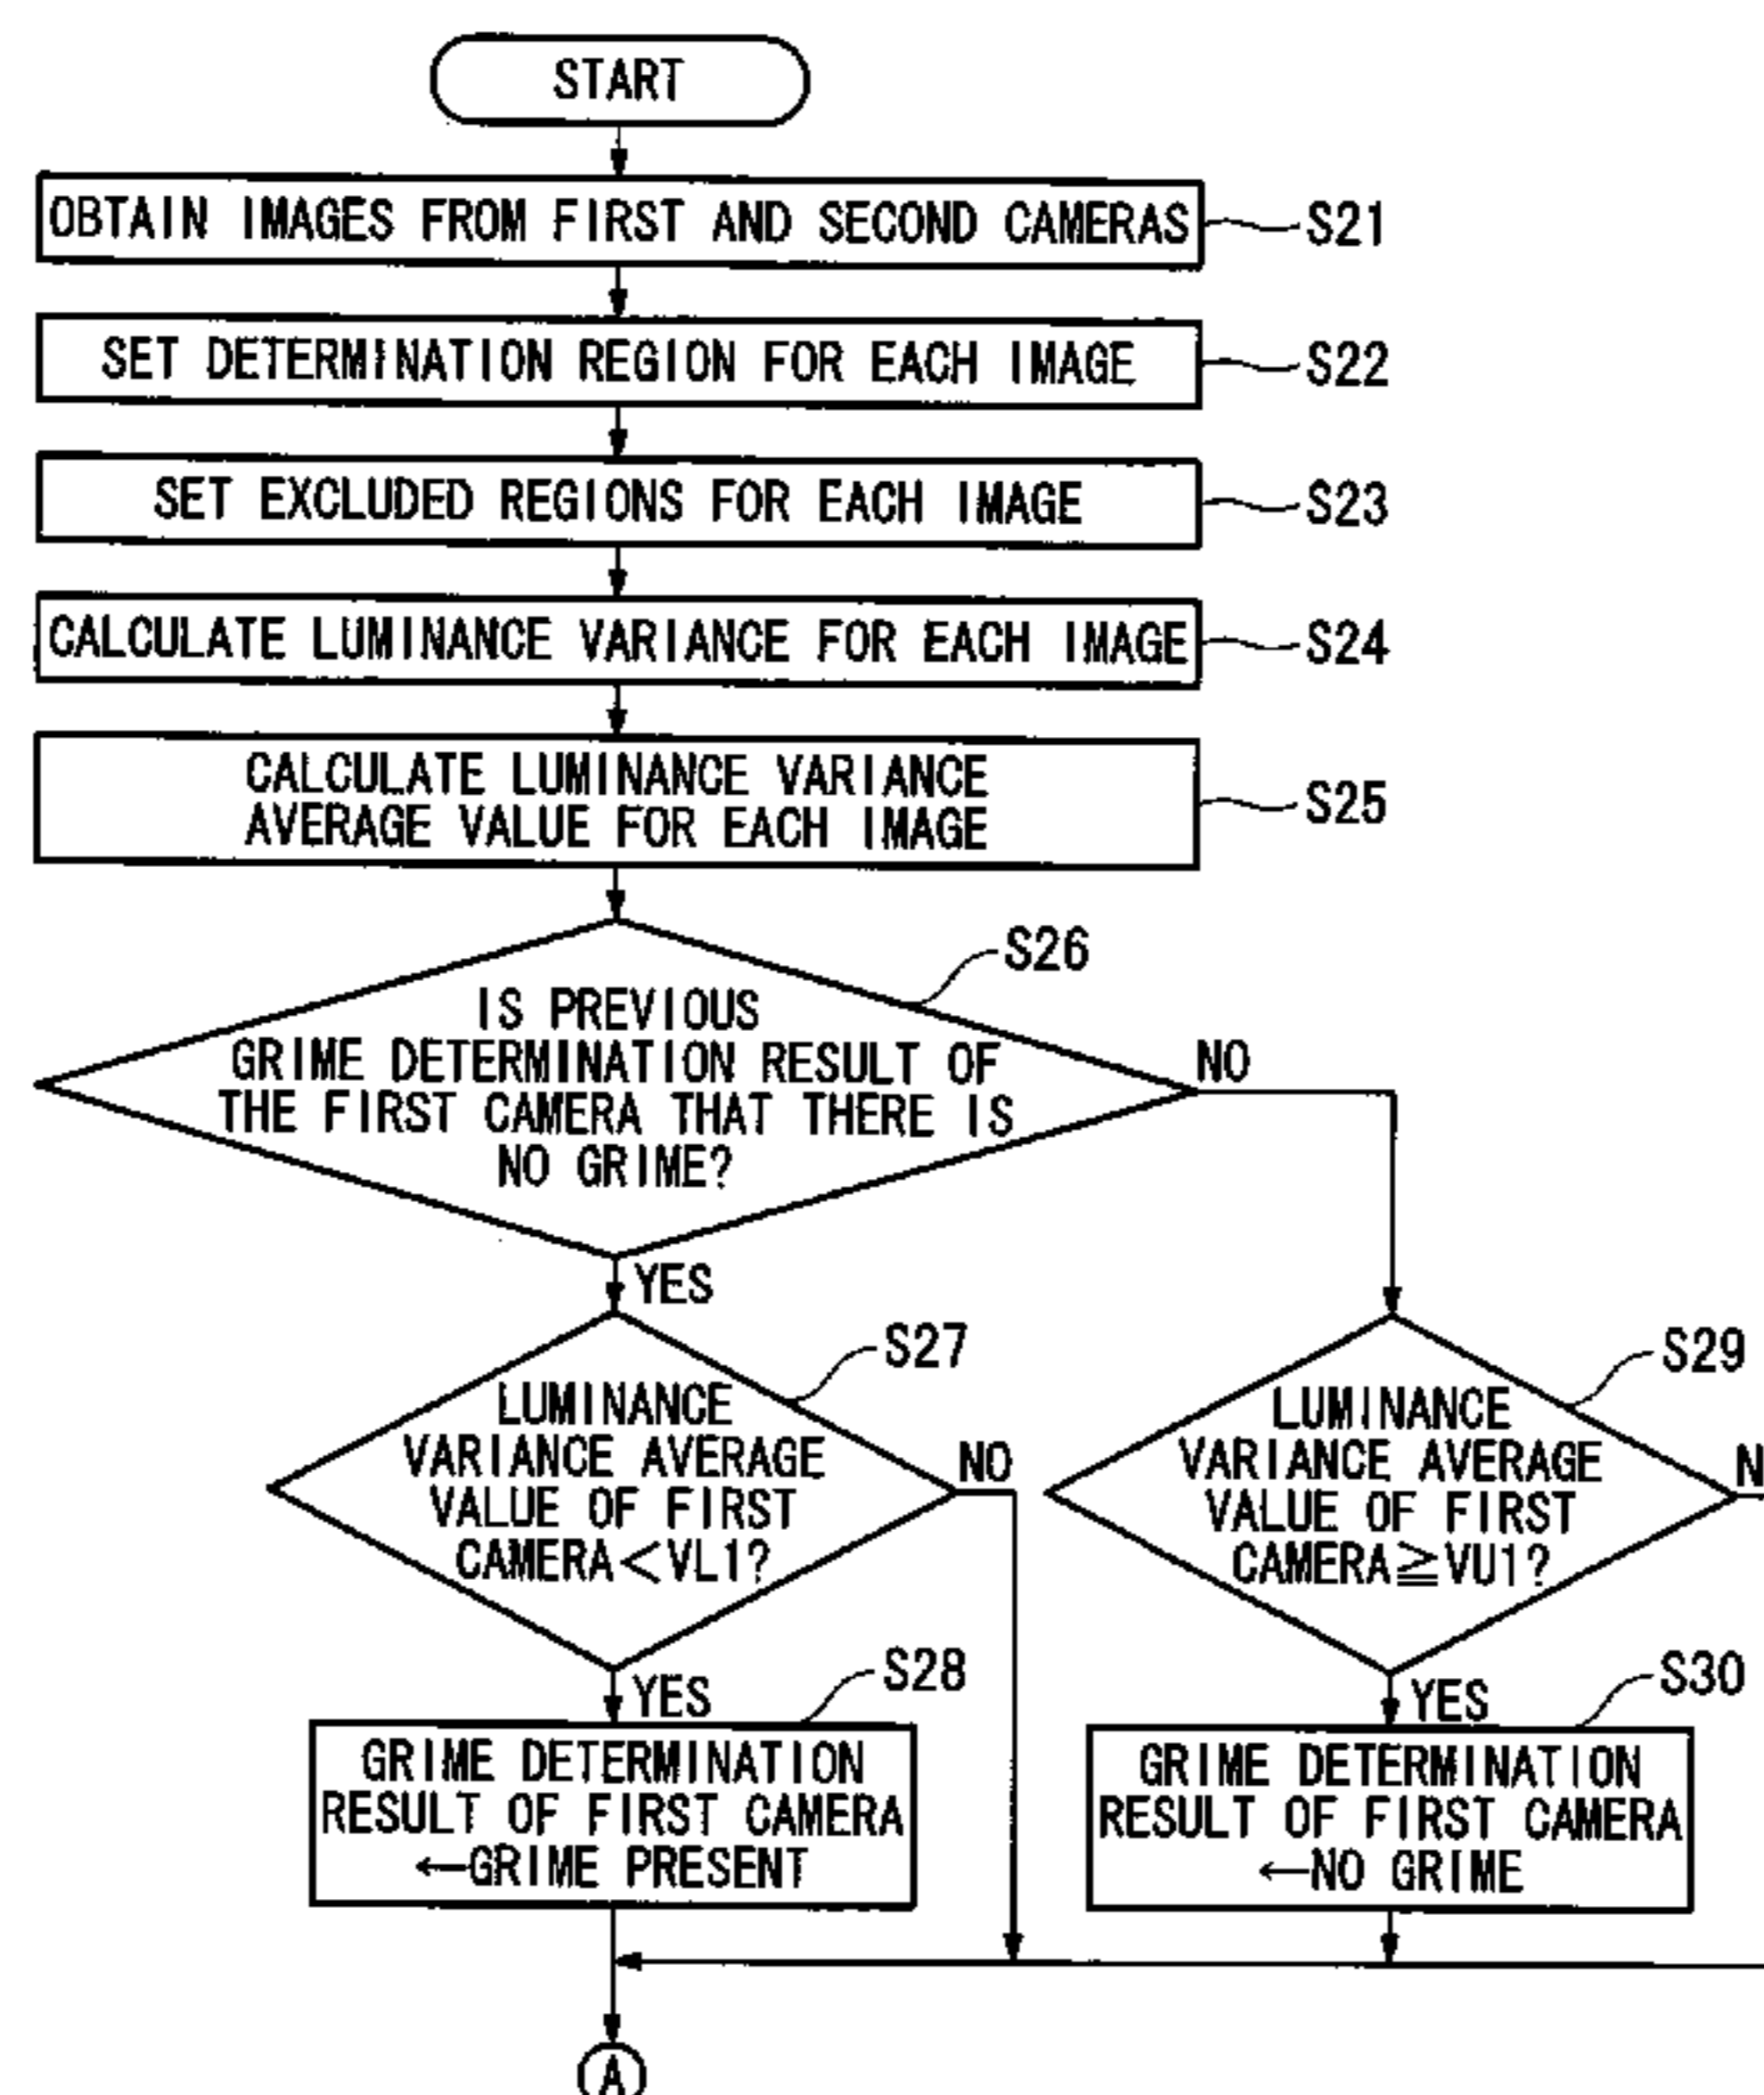 START
OBTAIN IMAGES FROM FIRST AND SECOND CAMERAS
S21
SET DETERMINATION REGION FOR EACH IMAGE
S22
SET EXCLUDED REGIONS FOR EACH IMAGE
S23
CALCULATE LUMINANCE VARIANCE FOR EACH IMAGE
S24
CALCULATE LUMINANCE VARIANCE
AVERAGE VALUE FOR EACH IMAGE
S25
S26
IS PREVIOUS
GRIME DETERMINATION RESULT OF
THE FIRST CAMERA THAT THERE IS
NO GRIME?
NO
YES
S27
LUMINANCE
VARIANCE AVERAGE
VALUE OF FIRST
CAMERA<VL1?
NO
YES
S28
GRIME DETERMINATION
RESULT OF FIRST CAMERA
←GRIME PRESENT
S29
LUMINANCE
VARIANCE AVERAGE
VALUE OF FIRST
CAMERA≧VU1?
YES
S30
GRIME DETERMINATION
RESULT OF FIRST CAMERA
←NO GRIME
A